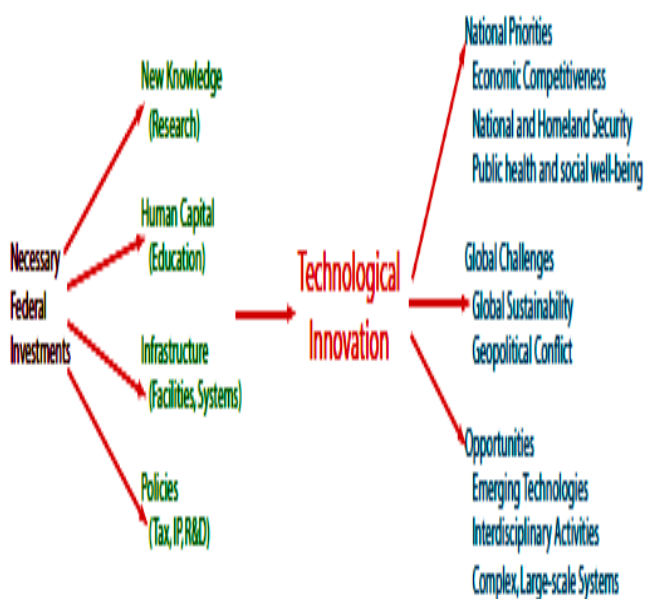 Necessary
Federal
Investments
New Knowledge
(Research)
Human Capital
(Education)
Infrastructure
(Facilities, Systems)
Policies
(Tax, IP, R&D)
Technological
Innovation
National Priorities
Economic Competitiveness
National and Homeland Security
Public health and social well-being
Global Challenges
Global Sustainability
Geopolitical Conflict
Opportunities
Emerging Technologies
Interdisciplinary Activities
Complex, Large-scale Systems